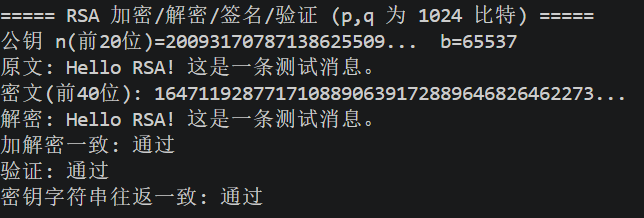 ===== RSA 加密/解密/签名/验证 (p,q 为 1024 比特) =====
公钥 n(前20位)=20093170787138625509...  b=65537
原文: Hello RSA! 这是一条测试消息。
密文(前40位): 1647119287717108890639172889646826462273...
解密: Hello RSA! 这是一条测试消息。
加解密一致: 通过
验证: 通过
密钥字符串往返一致: 通过